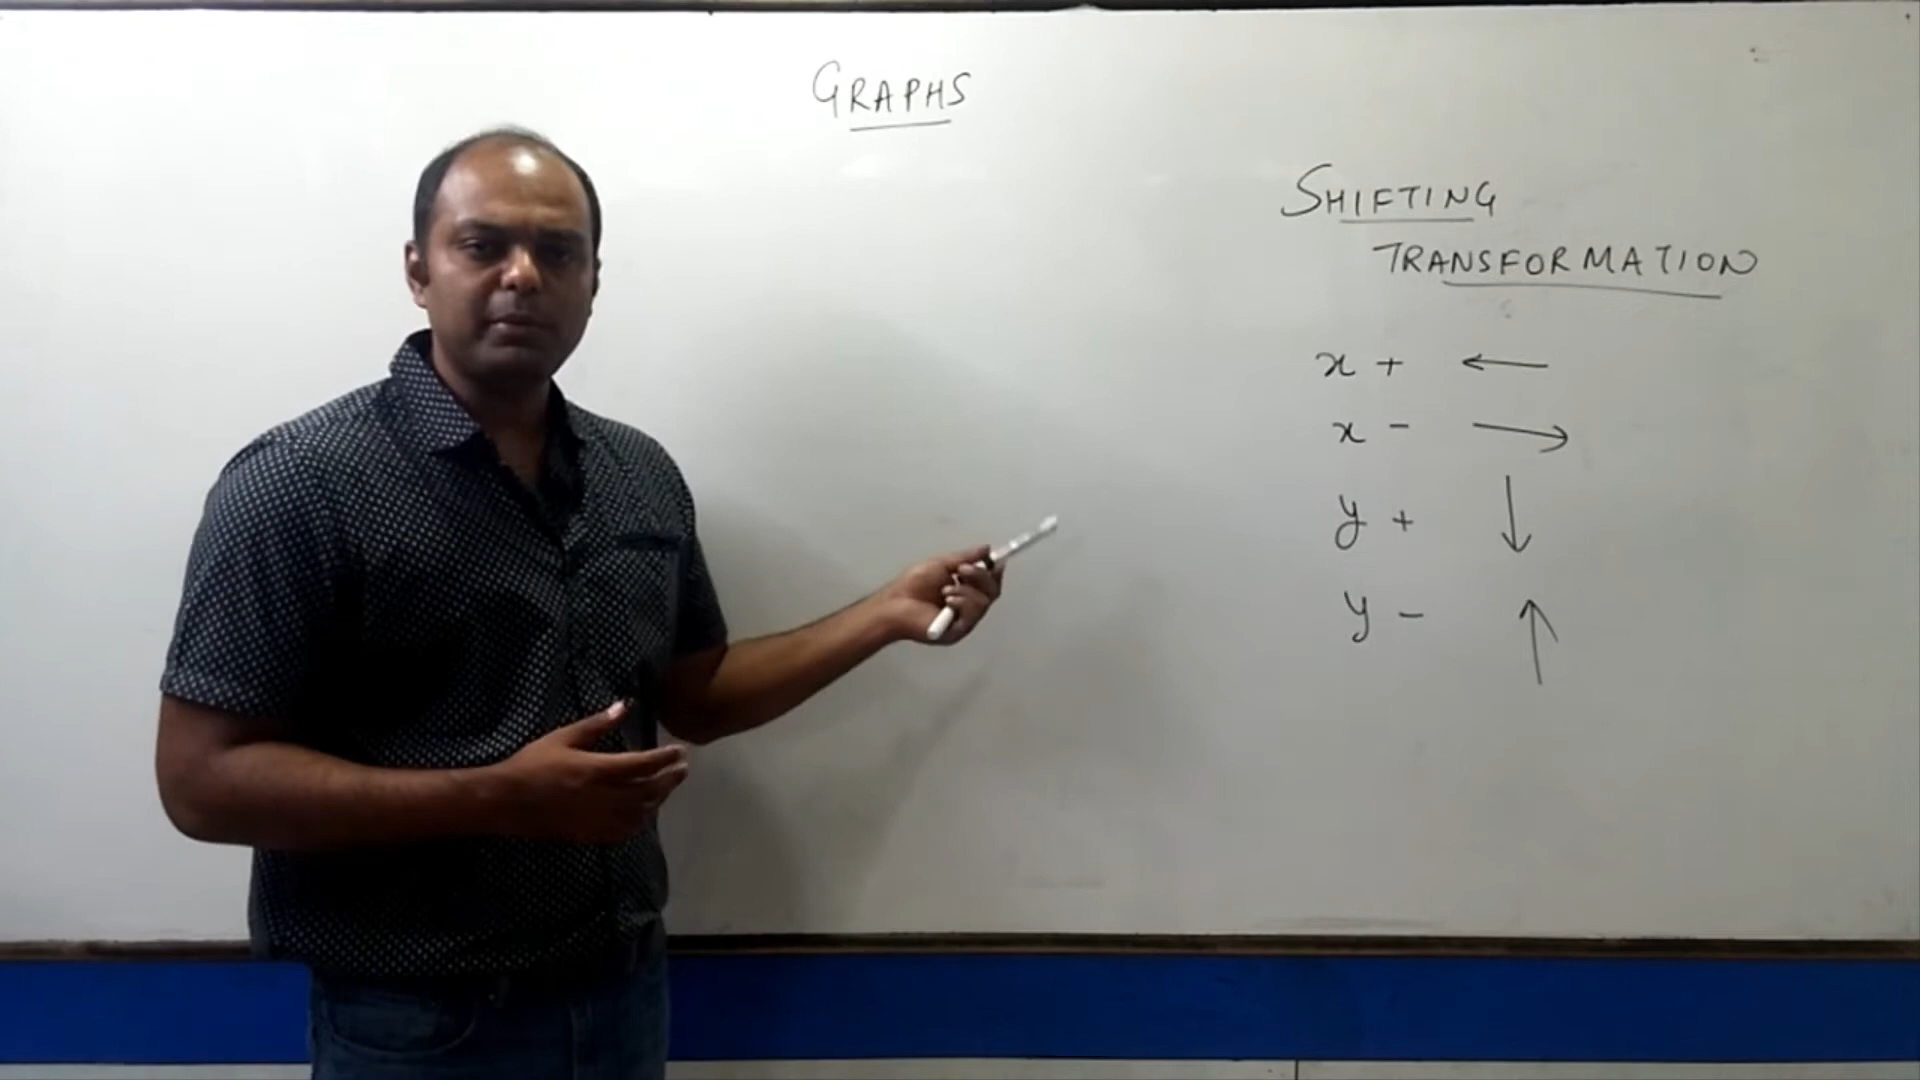 GRAPHS
SHIFTING
TRANSFORMATION
x + ←
x - →
y + ↓
y - ↑